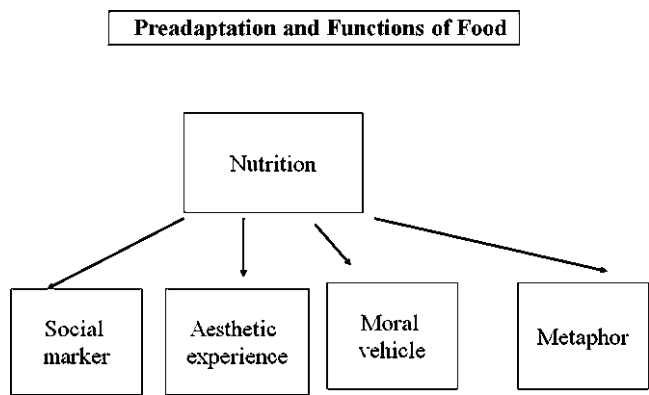 Preadaptation and Functions of Food
Nutrition
Social
marker
Aesthetic
experience
Moral
vehicle
Metaphor